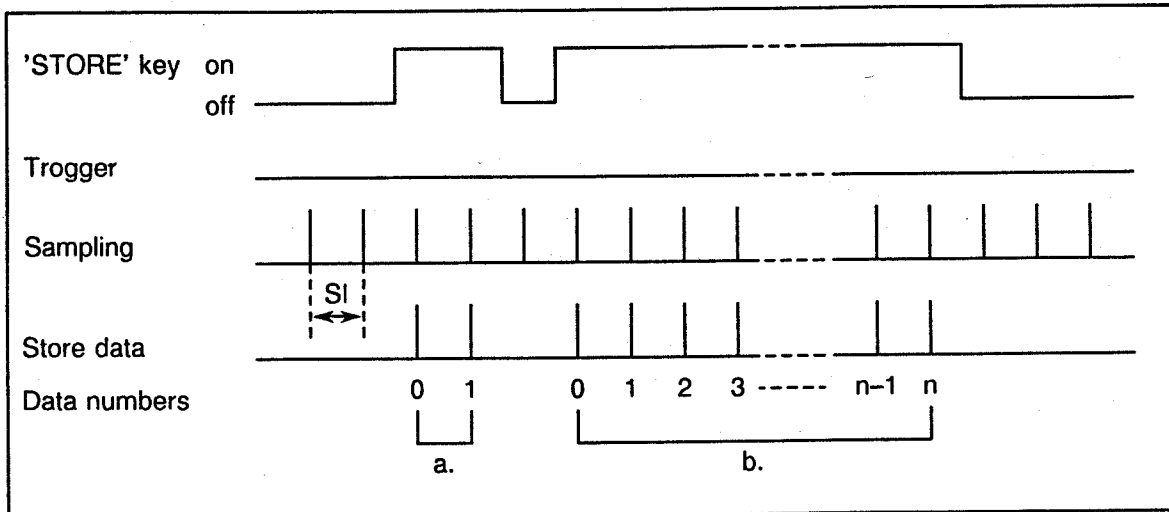 'STORE' key on
off
Trogger
Sampling
SI
Store data
Data numbers 0 1 0 1 2 3 ----- n-1 n
a. b.